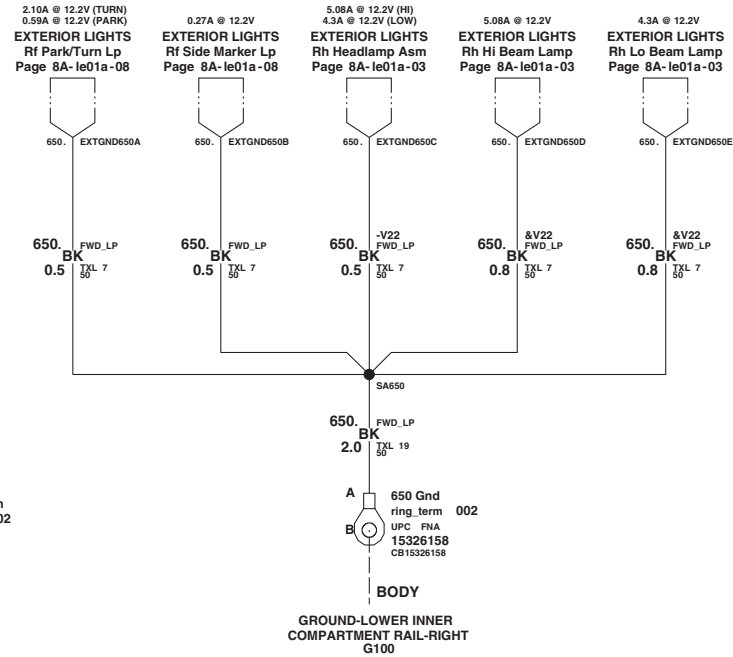 2.10A @ 12.2V (TURN)
0.59A @ 12.2V (PARK)
EXTERIOR LIGHTS
Rf Park/Turn Lp
Page 8A-le01a-08
0.27A @ 12.2V
EXTERIOR LIGHTS
Rf Side Marker Lp
Page 8A-le01a-08
5.08A @ 12.2V (HI)
4.3A @ 12.2V (LOW)
EXTERIOR LIGHTS
Rh Headlamp Asm
Page 8A-le01a-03
5.08A @ 12.2V
EXTERIOR LIGHTS
Rh Hi Beam Lamp
Page 8A-le01a-03
4.3A @ 12.2V
EXTERIOR LIGHTS
Rh Lo Beam Lamp
Page 8A-le01a-03
650. EXTGND650A
650. EXTGND650B
650. EXTGND650C
650. EXTGND650D
650. EXTGND650E
650. FWD_LP
BK
0.5 TXL 7
50
650. FWD_LP
BK
0.5 TXL 7
50
-V22
650. FWD_LP
BK
0.5 TXL 7
50
&V22
650. FWD_LP
BK
0.8 TXL 7
50
&V22
650. FWD_LP
BK
0.8 TXL 7
50
SA650
650. FWD_LP
BK
2.0 TXL 19
50
A
650 Gnd
ring_term 002
B
UPC FNA
15326158
CB15326158
BODY
GROUND-LOWER INNER
COMPARTMENT RAIL-RIGHT
G100